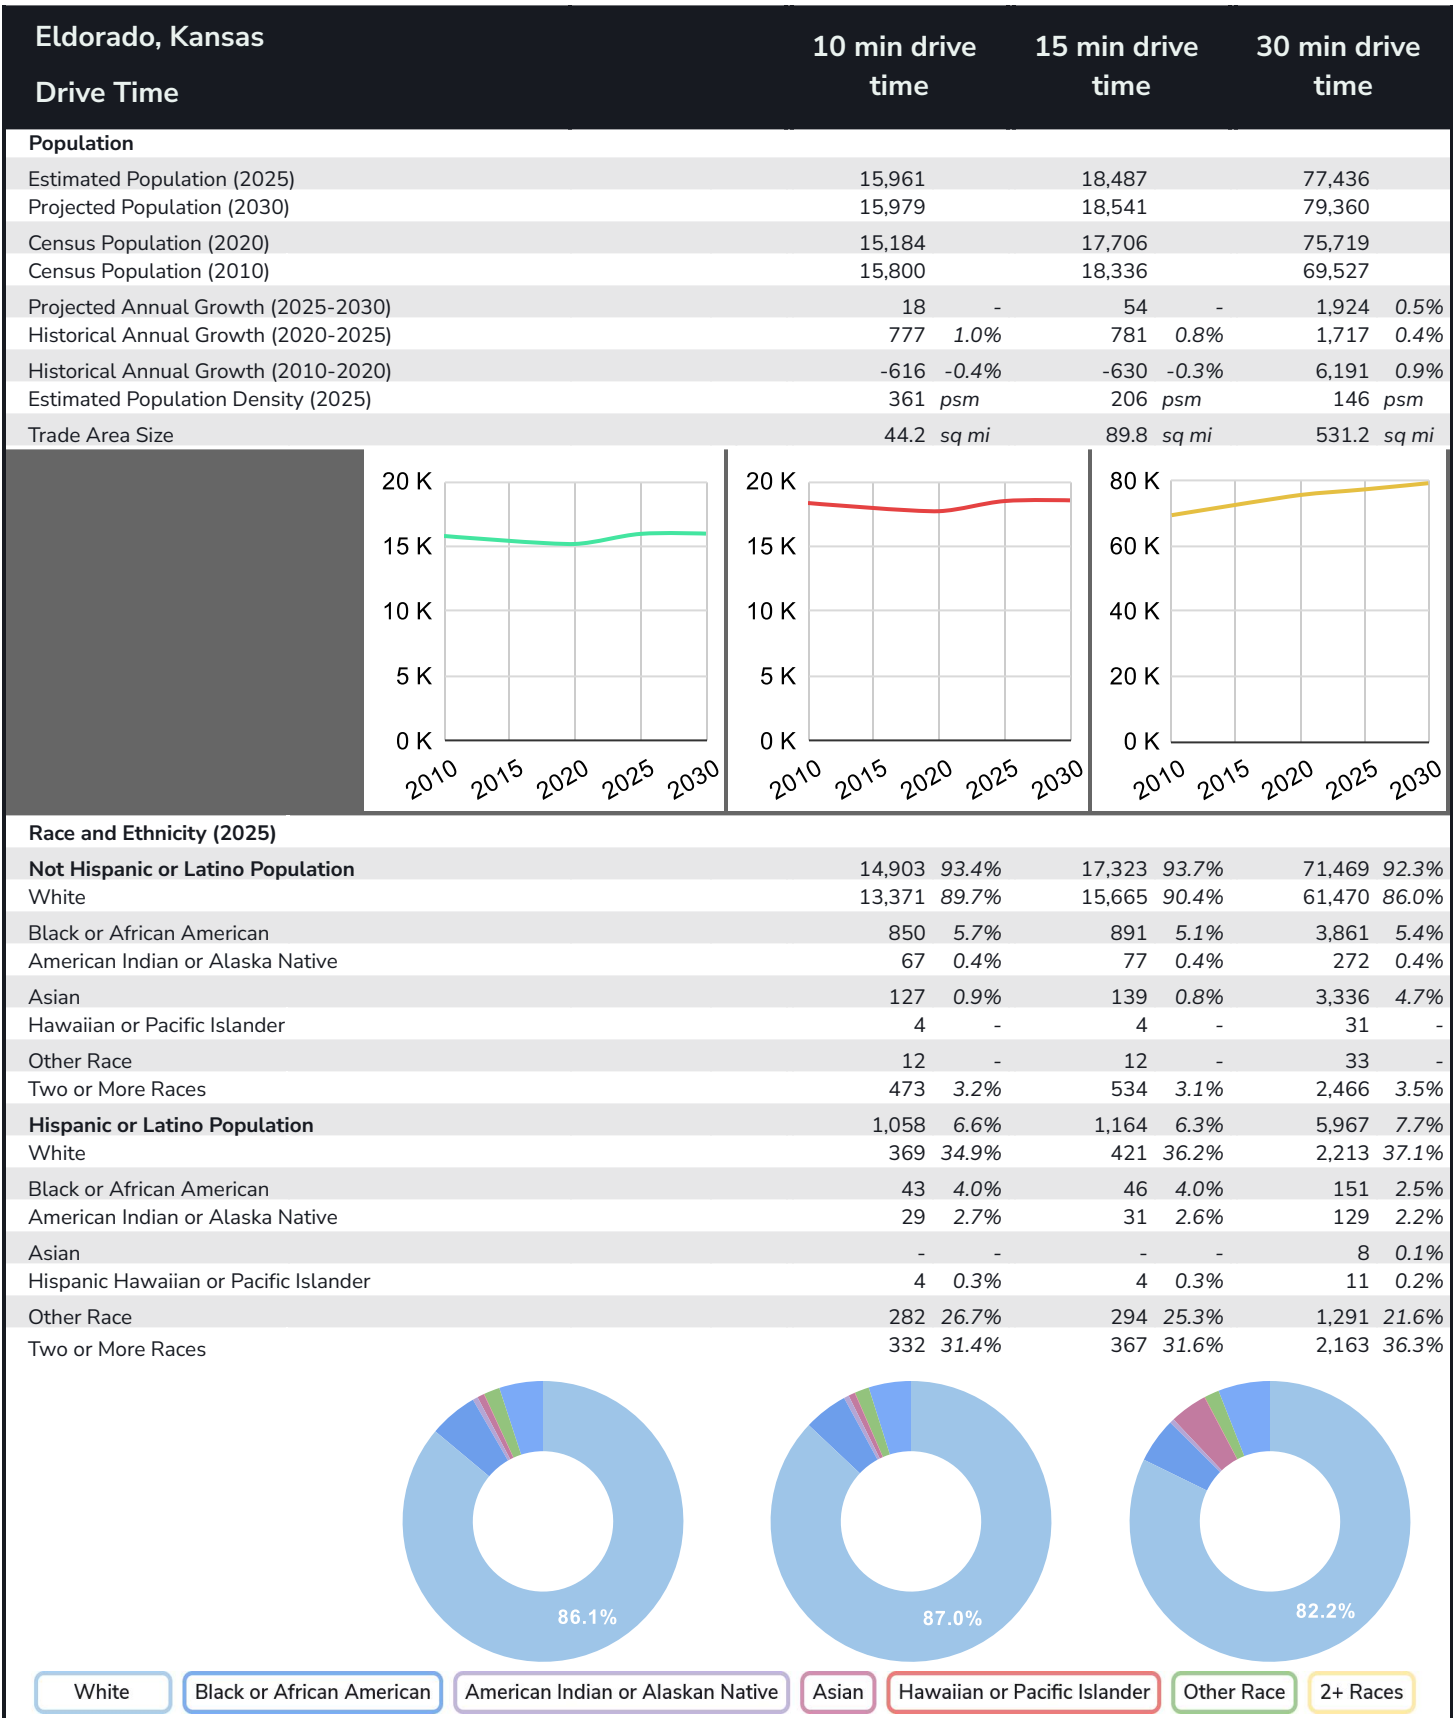 Eldorado, Kansas
Drive Time
10 min drive time
15 min drive time
30 min drive time
Population
Estimated Population (2025) 15,961 18,487 77,436
Projected Population (2030) 15,979 18,541 79,360
Census Population (2020) 15,184 17,706 75,719
Census Population (2010) 15,800 18,336 69,527
Projected Annual Growth (2025-2030) 18 - 54 - 1,924 0.5%
Historical Annual Growth (2020-2025) 777 1.0% 781 0.8% 1,717 0.4%
Historical Annual Growth (2010-2020) -616 -0.4% -630 -0.3% 6,191 0.9%
Estimated Population Density (2025) 361 psm 206 psm 146 psm
Trade Area Size 44.2 sq mi 89.8 sq mi 531.2 sq mi
20 K
15 K
10 K
5 K
0 K
2010 2015 2020 2025 2030
20 K
15 K
10 K
5 K
0 K
2010 2015 2020 2025 2030
80 K
60 K
40 K
20 K
0 K
2010 2015 2020 2025 2030
Race and Ethnicity (2025)
Not Hispanic or Latino Population 14,903 93.4% 17,323 93.7% 71,469 92.3%
White 13,371 89.7% 15,665 90.4% 61,470 86.0%
Black or African American 850 5.7% 891 5.1% 3,861 5.4%
American Indian or Alaska Native 67 0.4% 77 0.4% 272 0.4%
Asian 127 0.9% 139 0.8% 3,336 4.7%
Hawaiian or Pacific Islander 4 - 4 - 31 -
Other Race 12 - 12 - 33 -
Two or More Races 473 3.2% 534 3.1% 2,466 3.5%
Hispanic or Latino Population 1,058 6.6% 1,164 6.3% 5,967 7.7%
White 369 34.9% 421 36.2% 2,213 37.1%
Black or African American 43 4.0% 46 4.0% 151 2.5%
American Indian or Alaska Native 29 2.7% 31 2.6% 129 2.2%
Asian - - - - 8 0.1%
Hispanic Hawaiian or Pacific Islander 4 0.3% 4 0.3% 11 0.2%
Other Race 282 26.7% 294 25.3% 1,291 21.6%
Two or More Races 332 31.4% 367 31.6% 2,163 36.3%
86.1% 87.0% 82.2%
White Black or African American American Indian or Alaskan Native Asian Hawaiian or Pacific Islander Other Race 2+ Races